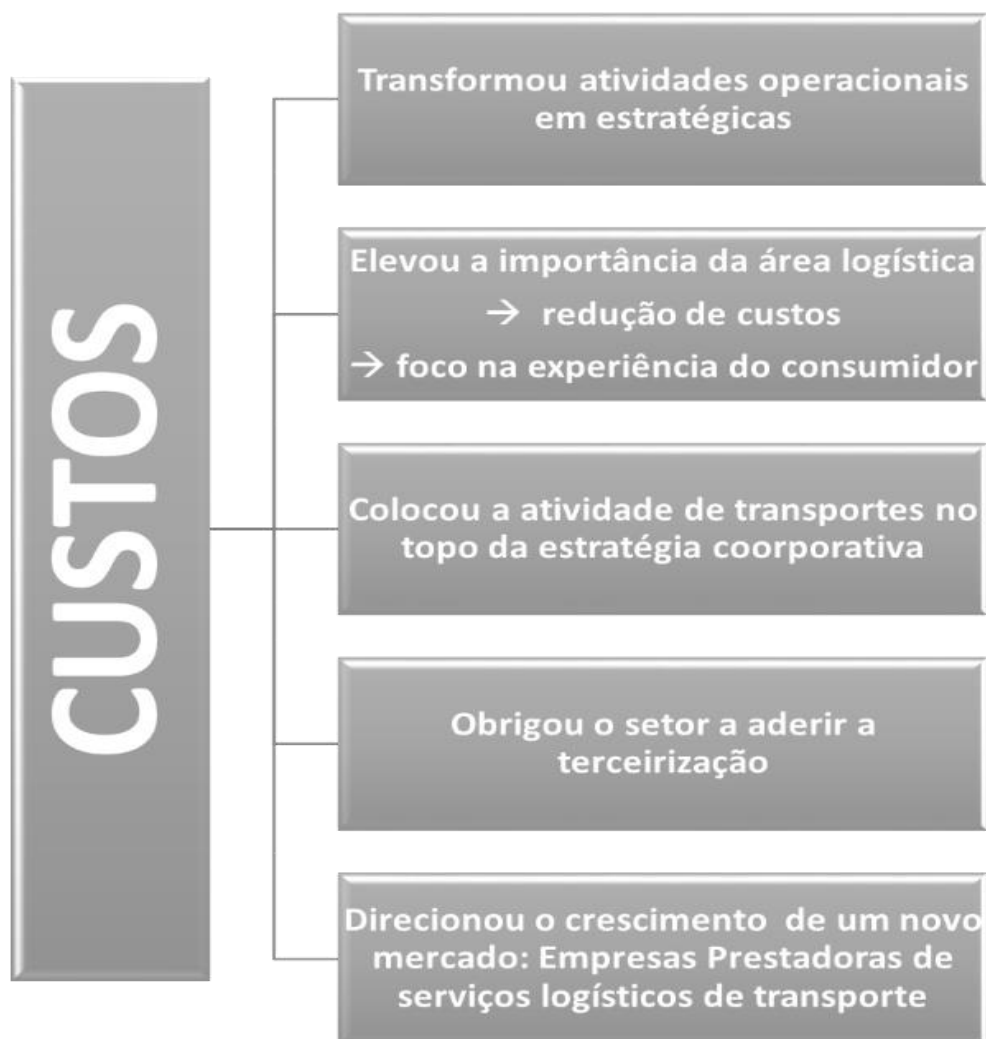 CUSTOS
Transformou atividades operacionais
em estratégicas
Elevou a importância da área logística
→ redução de custos
→ foco na experiência do consumidor
Colocou a atividade de transportes no
topo da estratégia coorporativa
Obrigou o setor a aderir a
terceirização
Direcionou o crescimento de um novo
mercado: Empresas Prestadoras de
serviços logísticos de transporte